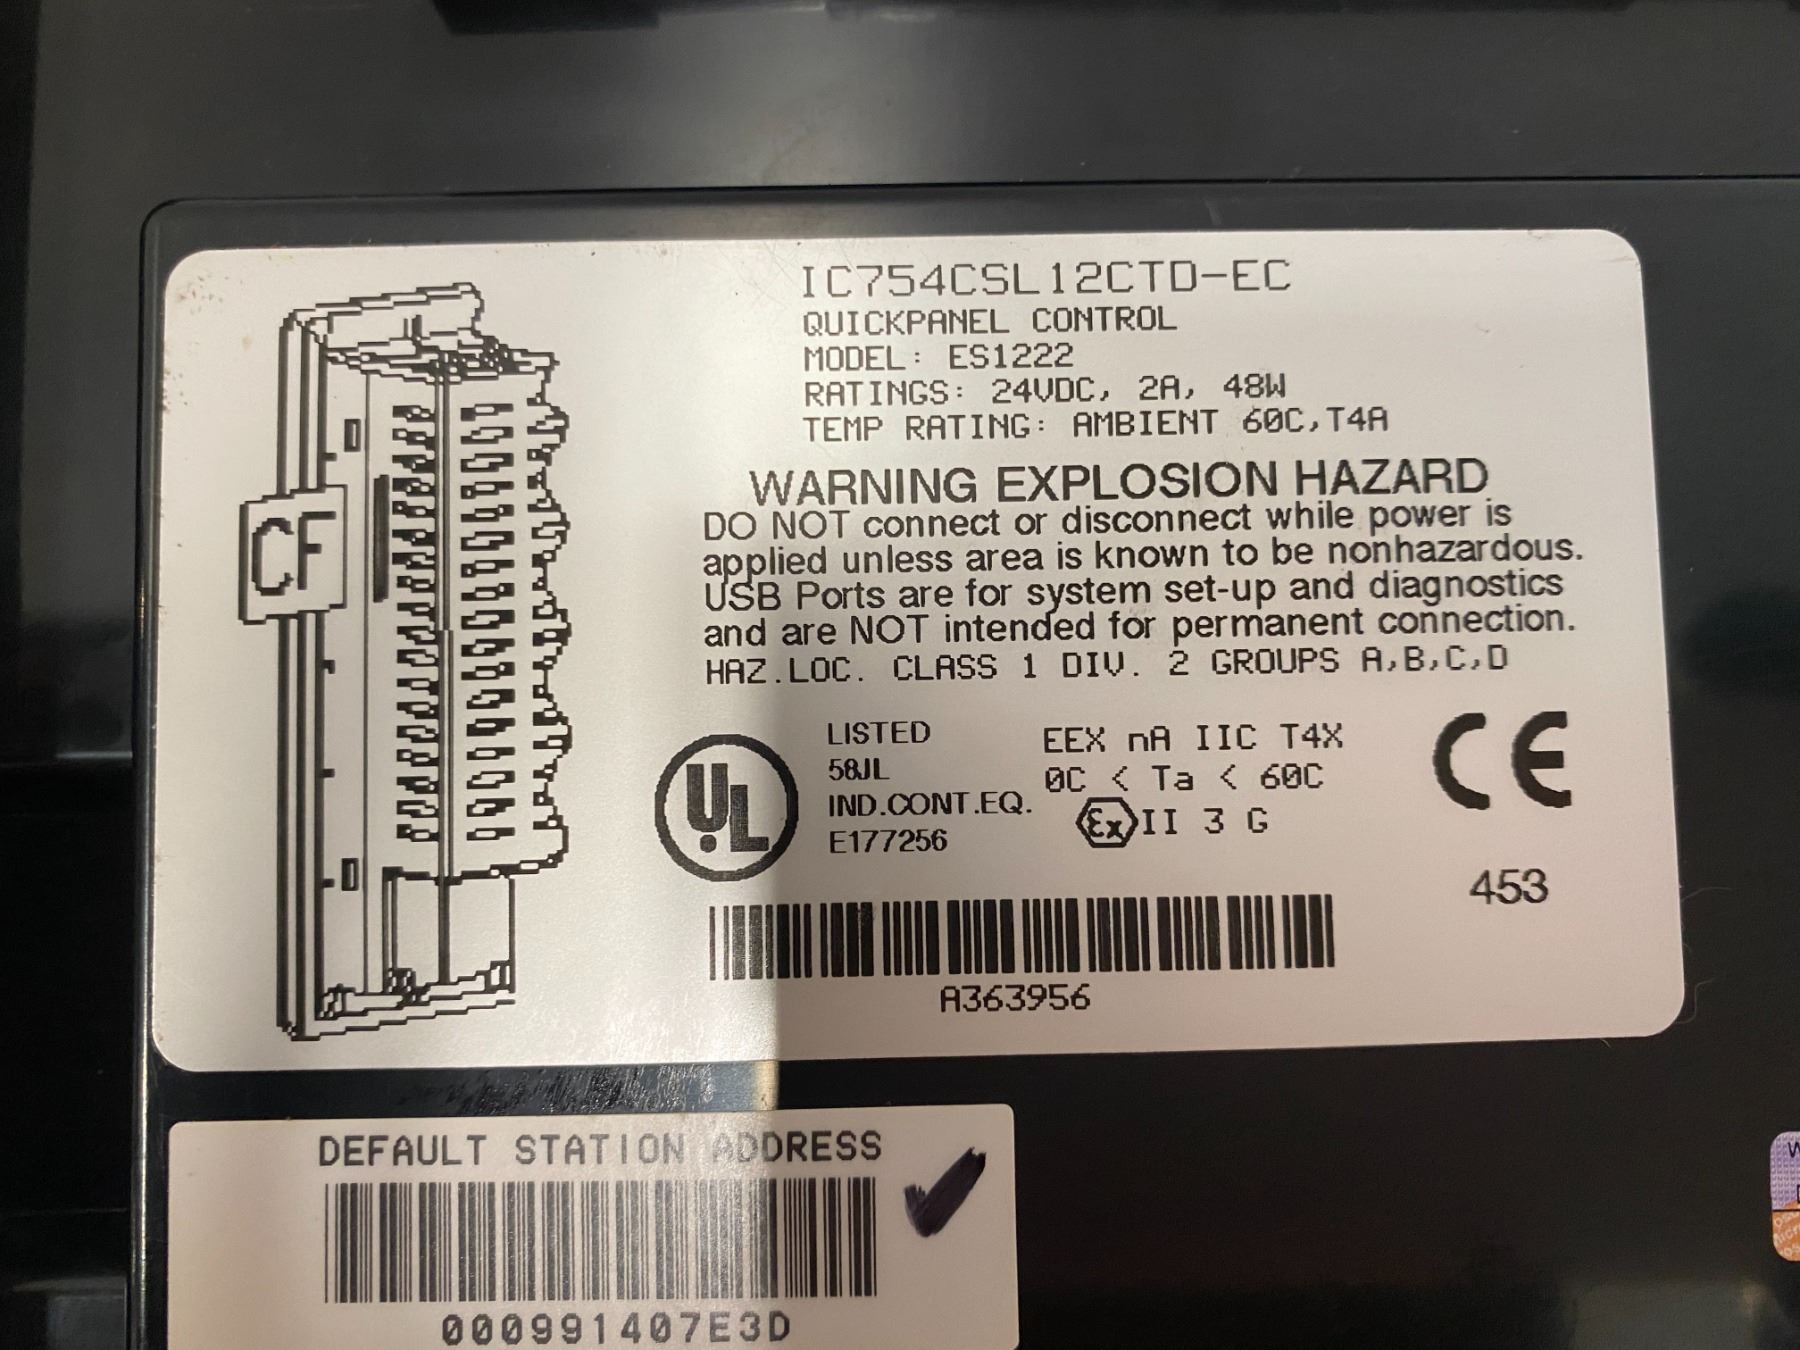 IC754CSL12CTD-EC
QUICKPANEL CONTROL
MODEL: ES1222
RATINGS: 24VDC, 2A, 48W
TEMP RATING: AMBIENT 60C,T4A
WARNING EXPLOSION HAZARD
DO NOT connect or disconnect while power is
applied unless area is known to be nonhazardous.
USB Ports are for system set-up and diagnostics
and are NOT intended for permanent connection.
HAZ.LOC. CLASS 1 DIV. 2 GROUPS A,B,C,D
CF
UL
LISTED
58JL
IND.CONT.EQ.
E177256
EEX nA IIC T4X
0C < Ta < 60C
Ex II 3 G
CE
453
A363956
DEFAULT STATION ADDRESS
000991407E3D